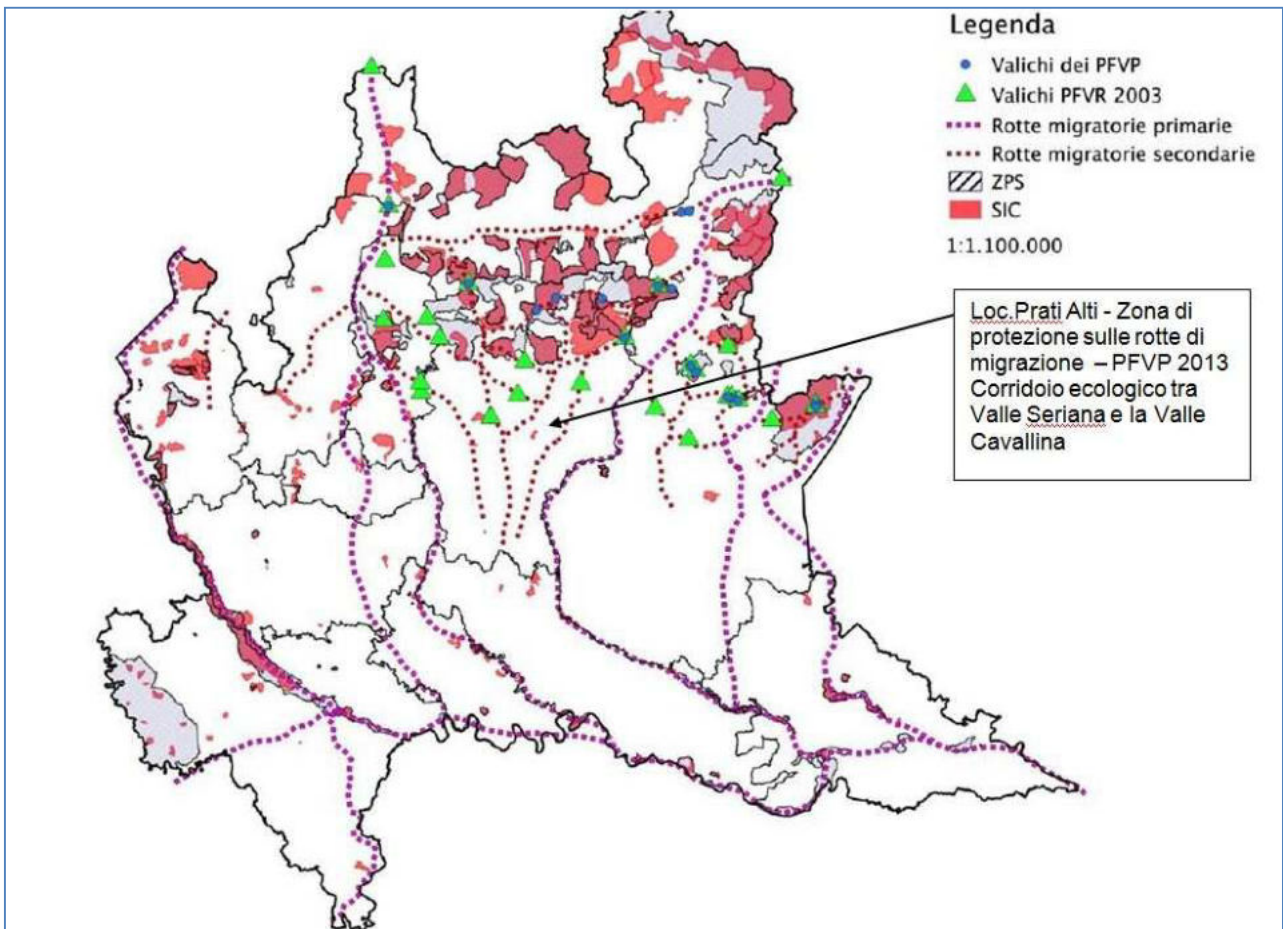 Legenda
Valichi dei PFVP
Valichi PFVR 2003
Rotte migratorie primarie
Rotte migratorie secondarie
ZPS
SIC
1:1.100.000
Loc.Prati Alti - Zona di
protezione sulle rotte di
migrazione – PFVP 2013
Corridoio ecologico tra
Valle Seriana e la Valle
Cavallina